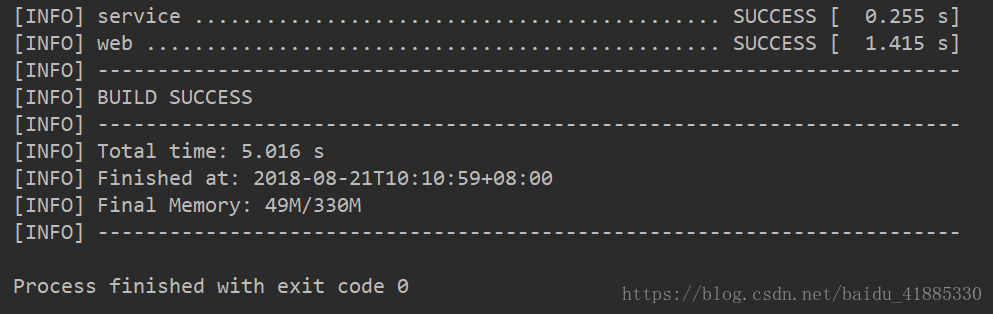 [INFO] service ............................................ SUCCESS [  0.255 s]
[INFO] web ................................................ SUCCESS [  1.415 s]
[INFO] ------------------------------------------------------------------------
[INFO] BUILD SUCCESS
[INFO] ------------------------------------------------------------------------
[INFO] Total time: 5.016 s
[INFO] Finished at: 2018-08-21T10:10:59+08:00
[INFO] Final Memory: 49M/330M
[INFO] ------------------------------------------------------------------------
Process finished with exit code 0
https://blog.csdn.net/baidu_41885330